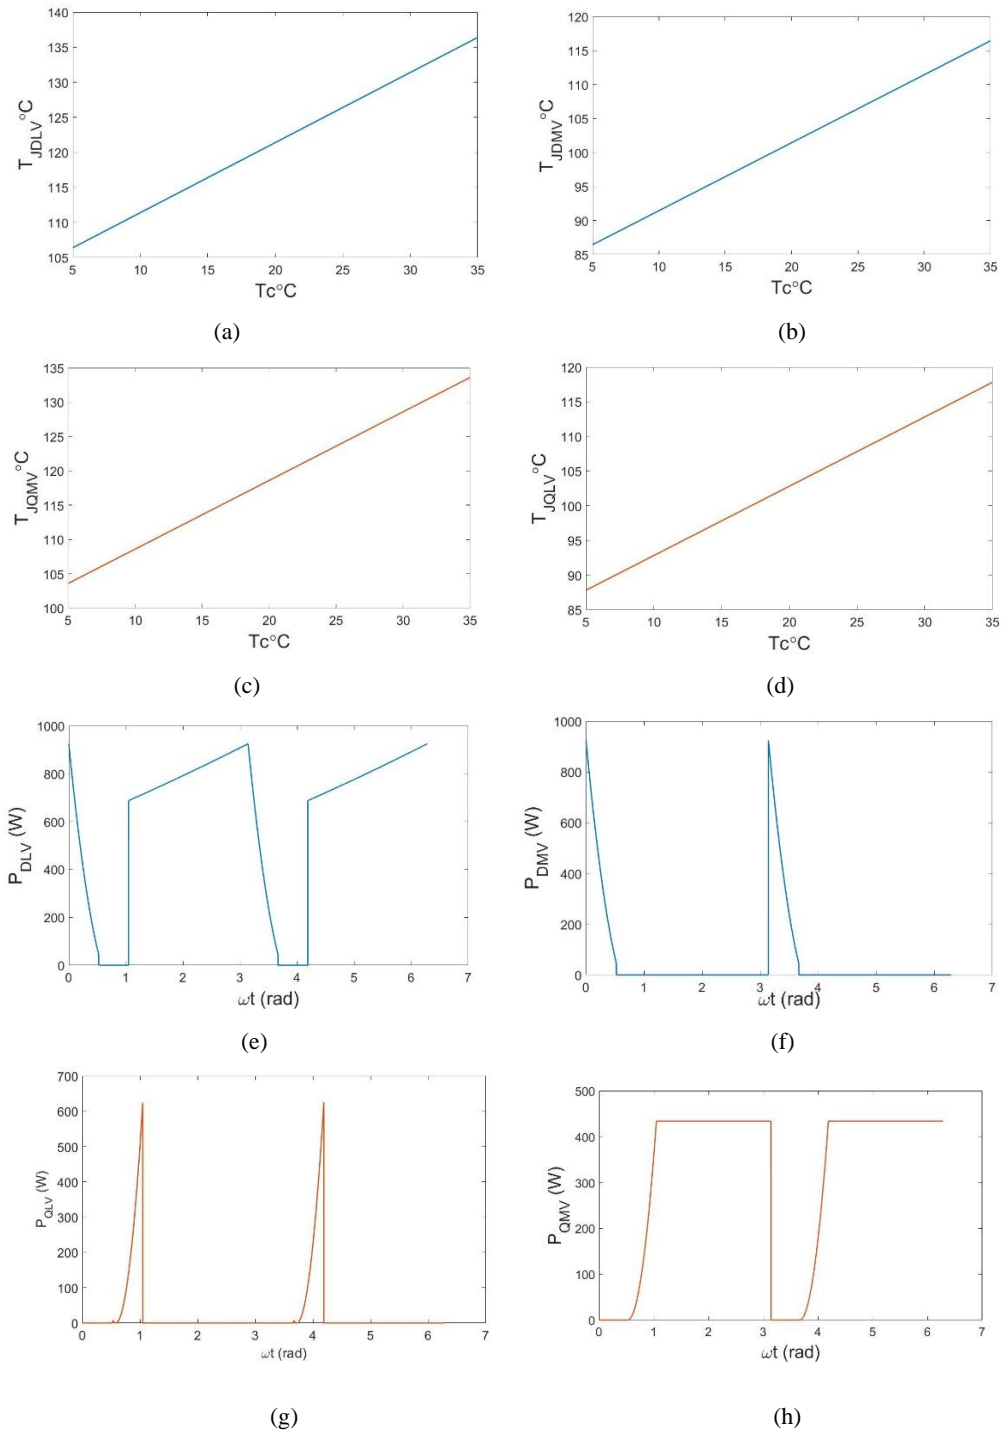 140
135
130
125
120
115
110
105
T_JDLV °C
5 10 15 20 25 30 35
Tc°C
(a)
120
115
110
105
100
95
90
85
T_JDMV °C
5 10 15 20 25 30 35
Tc°C
(b)
135
130
125
120
115
110
105
100
T_JQMV °C
5 10 15 20 25 30 35
Tc°C
(c)
120
115
110
105
100
95
90
85
T_JQLV °C
5 10 15 20 25 30 35
Tc°C
(d)
1000
800
600
400
200
0
P_DLV (W)
0 1 2 3 4 5 6 7
ωt (rad)
(e)
1000
800
600
400
200
0
P_DMV (W)
0 1 2 3 4 5 6 7
ωt (rad)
(f)
700
600
500
400
300
200
100
0
P_QLV (W)
0 1 2 3 4 5 6 7
ωt (rad)
(g)
500
400
300
200
100
0
P_QMV (W)
0 1 2 3 4 5 6 7
ωt (rad)
(h)